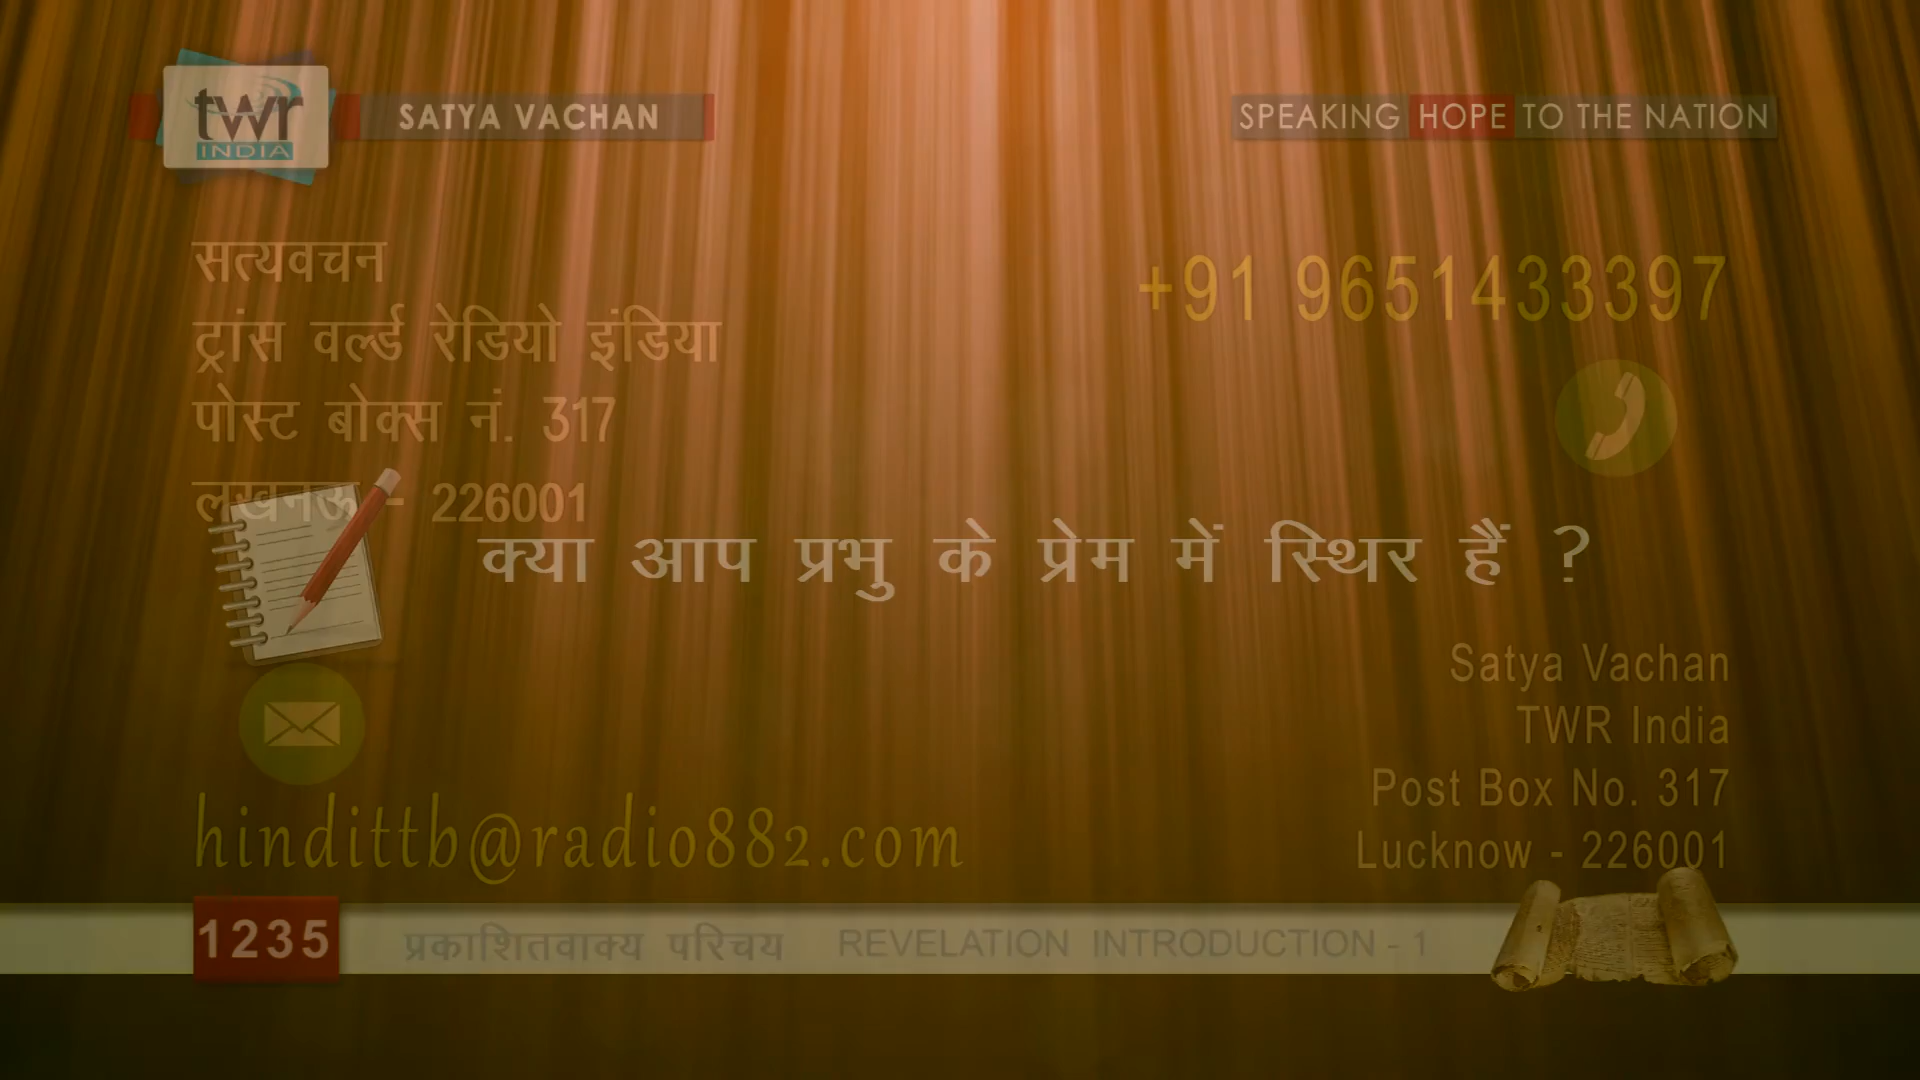 twr
INDIA
SATYA VACHAN
SPEAKING HOPE TO THE NATION
सत्यवचन
ट्रांस वर्ल्ड रेडियो इंडिया
पोस्ट बोक्स नं. 317
लखनऊ - 226001
+91 9651433397
क्या आप प्रभु के प्रेम में स्थिर हैं ?
hindittb@radio882.com
Satya Vachan
TWR India
Post Box No. 317
Lucknow - 226001
1235 प्रकाशितवाक्य परिचय REVELATION INTRODUCTION - 1